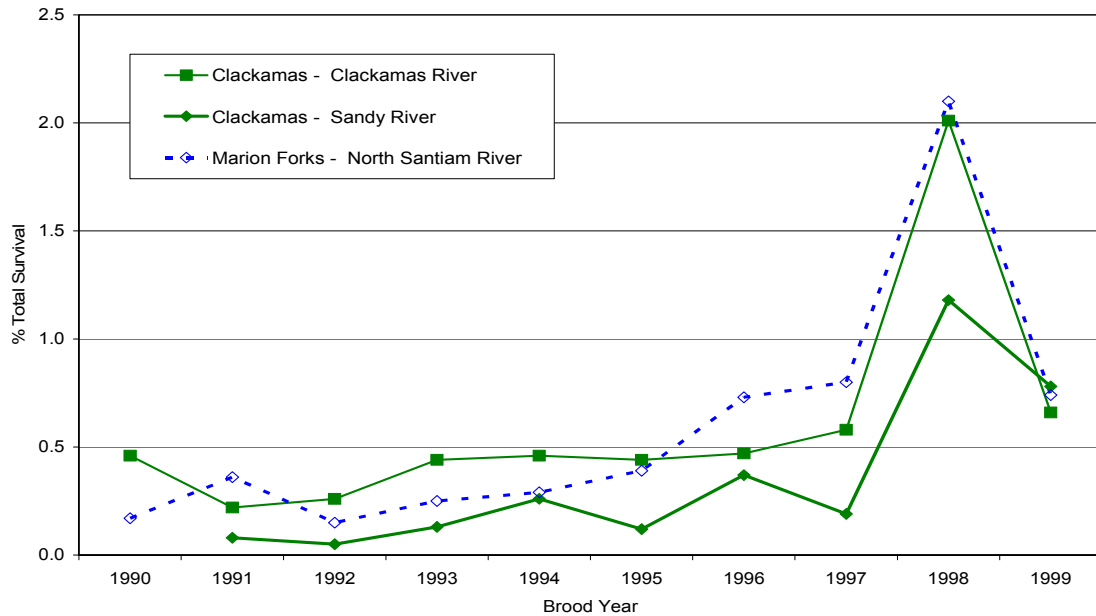 2.5
2.0
1.5
1.0
0.5
0.0
% Total Survival
Clackamas - Clackamas River
Clackamas - Sandy River
Marion Forks - North Santiam River
1990 1991 1992 1993 1994 1995 1996 1997 1998 1999
Brood Year